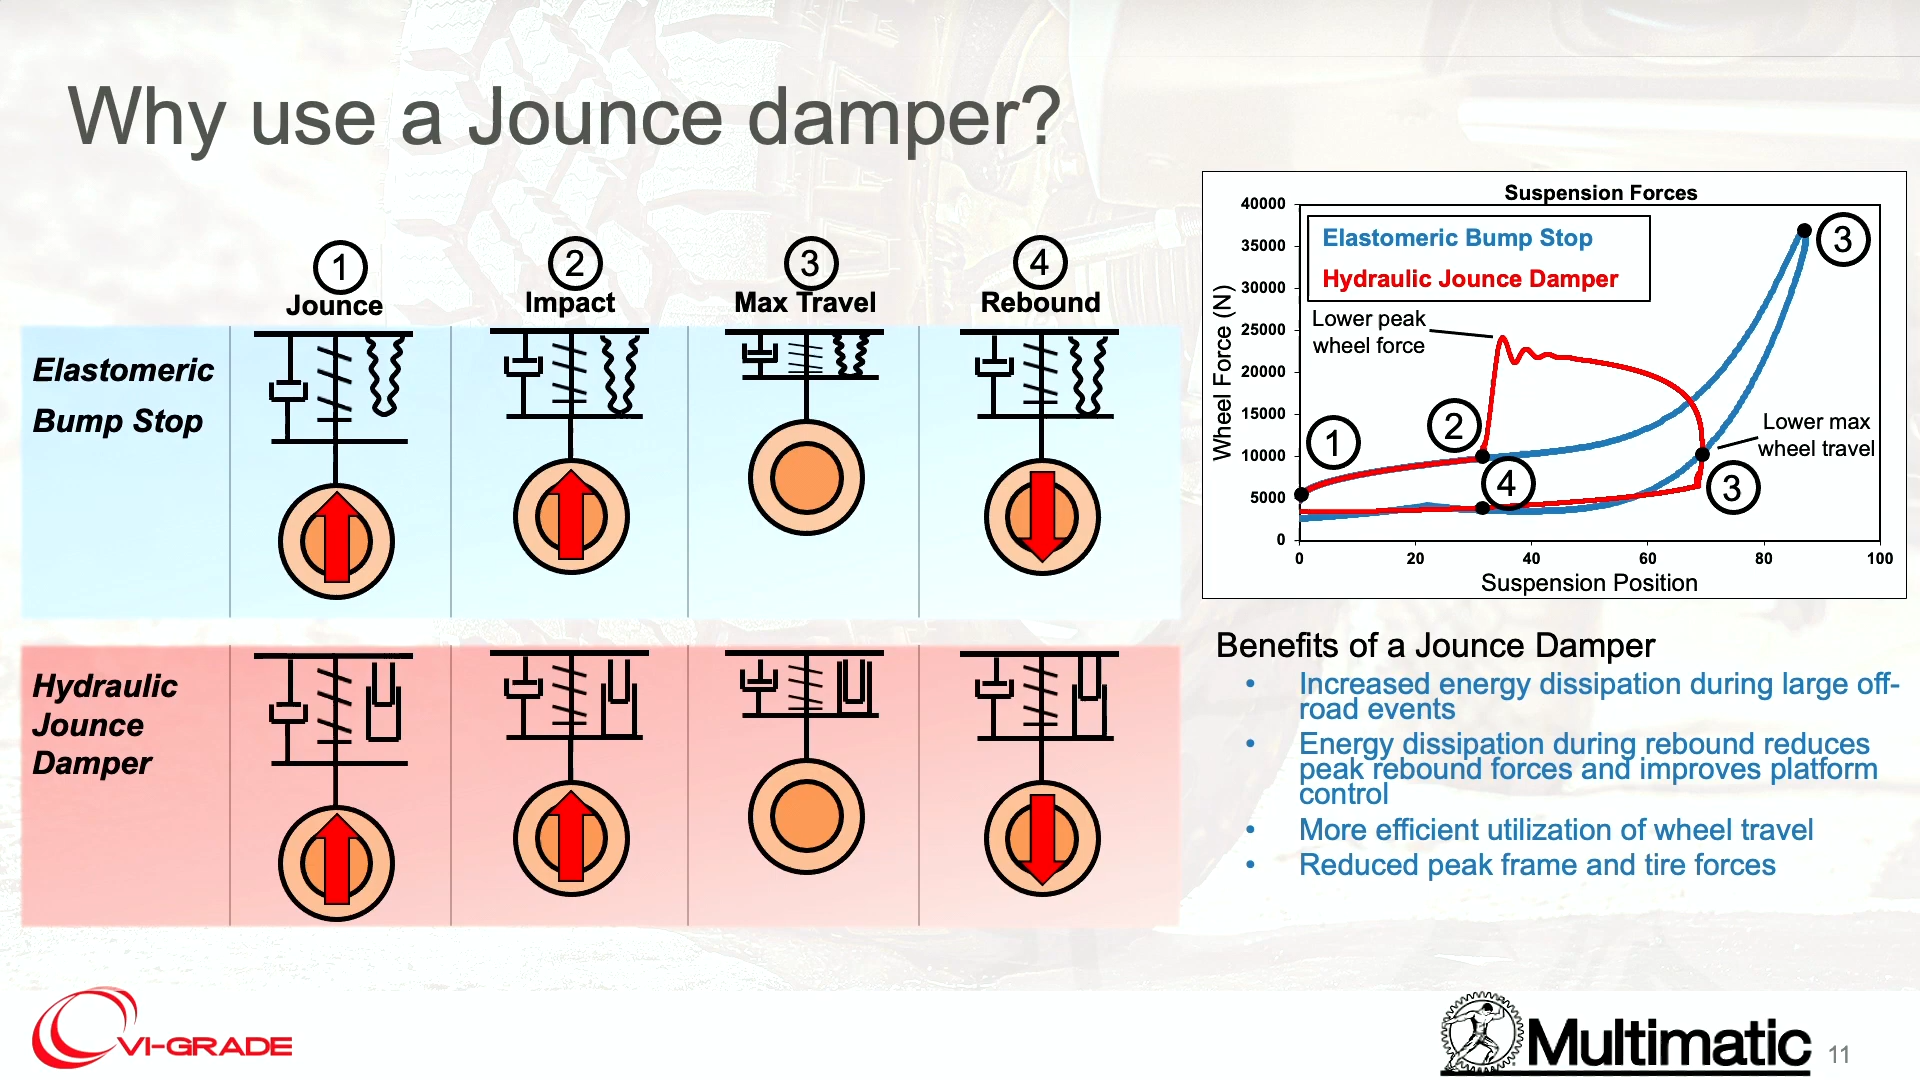 Why use a Jounce damper?
1
Jounce
2
Impact
3
Max Travel
4
Rebound
Elastomeric
Bump Stop
Hydraulic
Jounce
Damper
Suspension Forces
Elastomeric Bump Stop
Hydraulic Jounce Damper
Lower peak
wheel force
Lower max
wheel travel
1
2
3
4
3
Wheel Force (N)
40000
35000
30000
25000
20000
15000
10000
5000
0
0 20 40 60 80 100
Suspension Position
Benefits of a Jounce Damper
• Increased energy dissipation during large off-
road events
• Energy dissipation during rebound reduces
peak rebound forces and improves platform
control
• More efficient utilization of wheel travel
• Reduced peak frame and tire forces
VI-GRADE
Multimatic
11